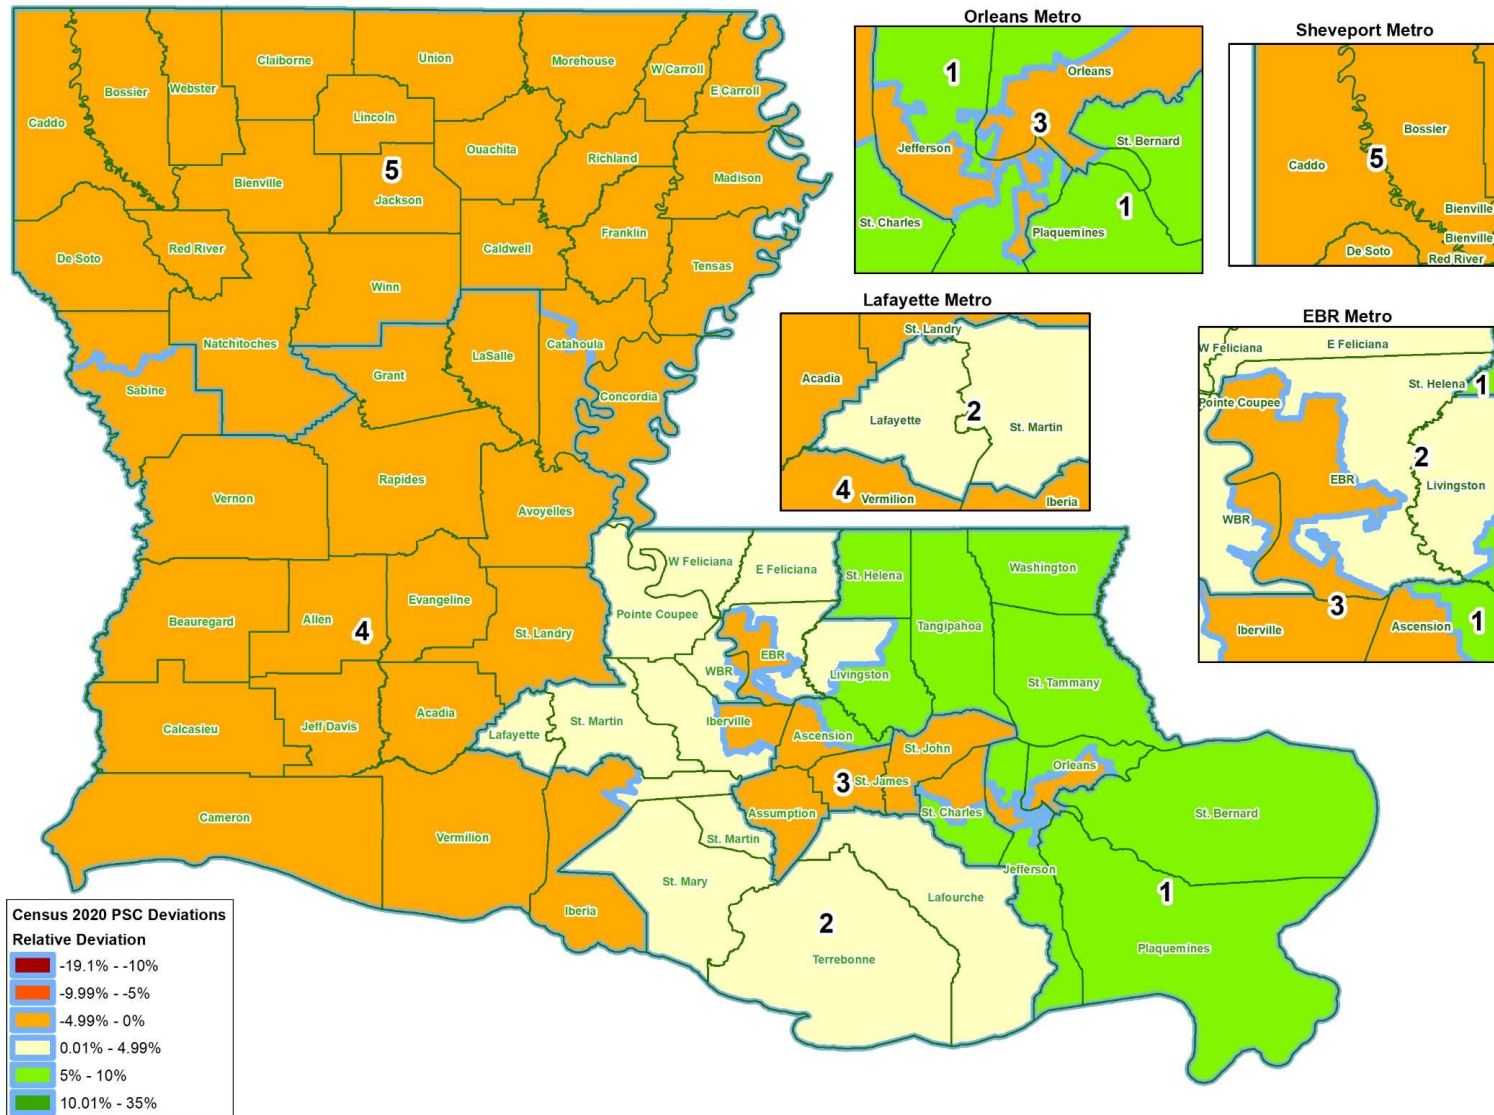 Orleans Metro
1
Orleans
3
Jefferson
St. Bernard
1
St. Charles
Plaquemines
Sheveport Metro
Bossier
Caddo
5
Bienville
De Soto
Bienville
Red River
Lafayette Metro
St. Landry
Acadia
Lafayette
2
St. Martin
4
Vermilion
Iberia
EBR Metro
W Feliciana
E Feliciana
St. Helena
1
Pointe Coupee
2
EBR
Livingston
WBR
3
Iberville
Ascension
1
Claiborne
Union
Morehouse
W Carroll
E Carroll
Bossier
Webster
Caddo
Lincoln
Ouachita
Richland
Madison
Bienville
5
Jackson
De Soto
Red River
Caldwell
Franklin
Tensas
Winn
Natchitoches
LaSalle
Catahoula
Sabine
Grant
Concordia
Vernon
Rapides
Avoyelles
W Feliciana
E Feliciana
St. Helena
Washington
Pointe Coupee
Beauregard
Allen
4
Evangeline
St. Landry
Tangipahoa
EBR
WBR
Livingston
St. Tammany
Calcasieu
Jeff Davis
Acadia
Lafayette
St. Martin
Iberville
Ascension
St. John
Orleans
Cameron
Vermilion
Assumption
3
St. James
St. Charles
St. Bernard
St. Martin
St. Mary
Jefferson
Lafourche
1
Iberia
2
Terrebonne
Plaquemines
Census 2020 PSC Deviations
Relative Deviation
-19.1% - -10%
-9.99% - -5%
-4.99% - 0%
0.01% - 4.99%
5% - 10%
10.01% - 35%